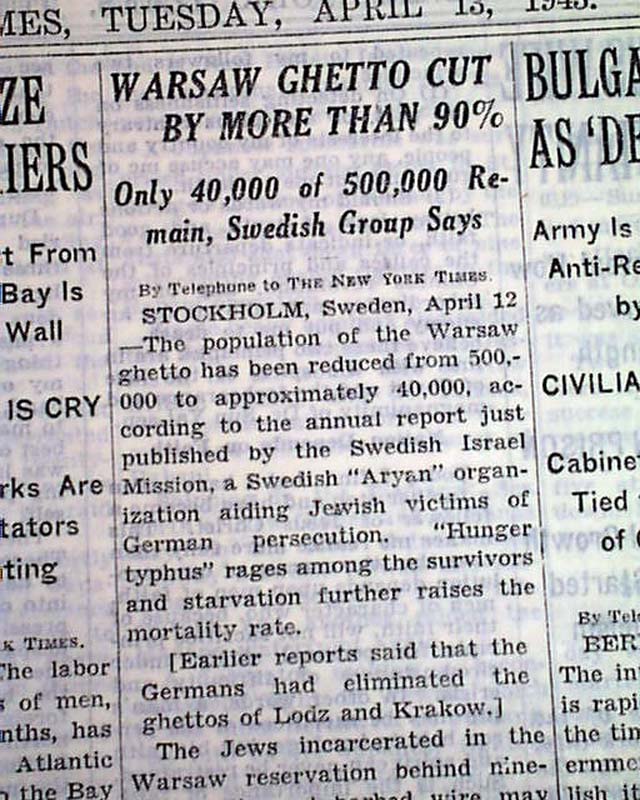 MES, TUESDAY, APRIL 13, 1943.
ZE
IERS
t From
Bay Is
Wall
IS CRY
rks Are
tators
ting
K TIMES.
The labor
s of men,
nths, has
Atlantic
the Bay
WARSAW GHETTO CUT
BY MORE THAN 90%
Only 40,000 of 500,000 Re-
main, Swedish Group Says
By Telephone to THE NEW YORK TIMES.
STOCKHOLM, Sweden, April 12
—The population of the Warsaw
ghetto has been reduced from 500,-
000 to approximately 40,000, ac-
cording to the annual report just
published by the Swedish Israel
Mission, a Swedish "Aryan" organ-
ization aiding Jewish victims of
German persecution. "Hunger
typhus" rages among the survivors
and starvation further raises the
mortality rate.
[Earlier reports said that the
Germans had eliminated the
ghettos of Lodz and Krakow.]
The Jews incarcerated in the
Warsaw reservation behind nine-
barbed wire may
BULGA
AS 'DE
Army Is
Anti-Re
by
CIVILIA
Cabinet
Tied
of
By Tele
BER
The in
is rapi
the tim
ernme
lish it